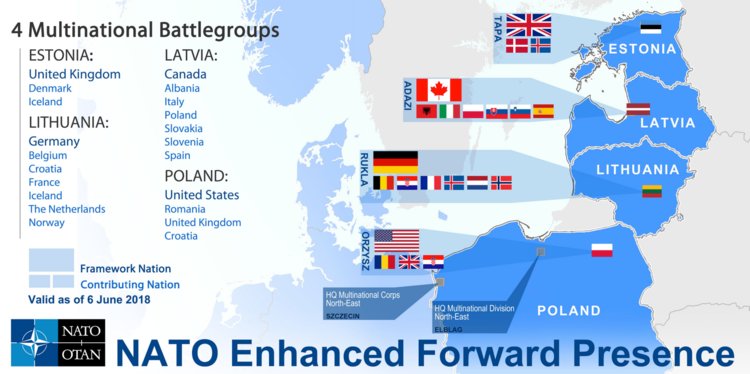 4 Multinational Battlegroups
ESTONIA:
United Kingdom
Denmark
Iceland
LITHUANIA:
Germany
Belgium
Croatia
France
Iceland
The Netherlands
Norway
LATVIA:
Canada
Albania
Italy
Poland
Slovakia
Slovenia
Spain
POLAND:
United States
Romania
United Kingdom
Croatia
Framework Nation
Contributing Nation
Valid as of 6 June 2018
TAPA
ESTONIA
ADAZI
LATVIA
RUKLA
LITHUANIA
ORZYSZ
HQ Multinational Corps
North-East
SZCZECIN
HQ Multinational Division
North-East
ELBLAG
POLAND
NATO
OTAN
NATO Enhanced Forward Presence